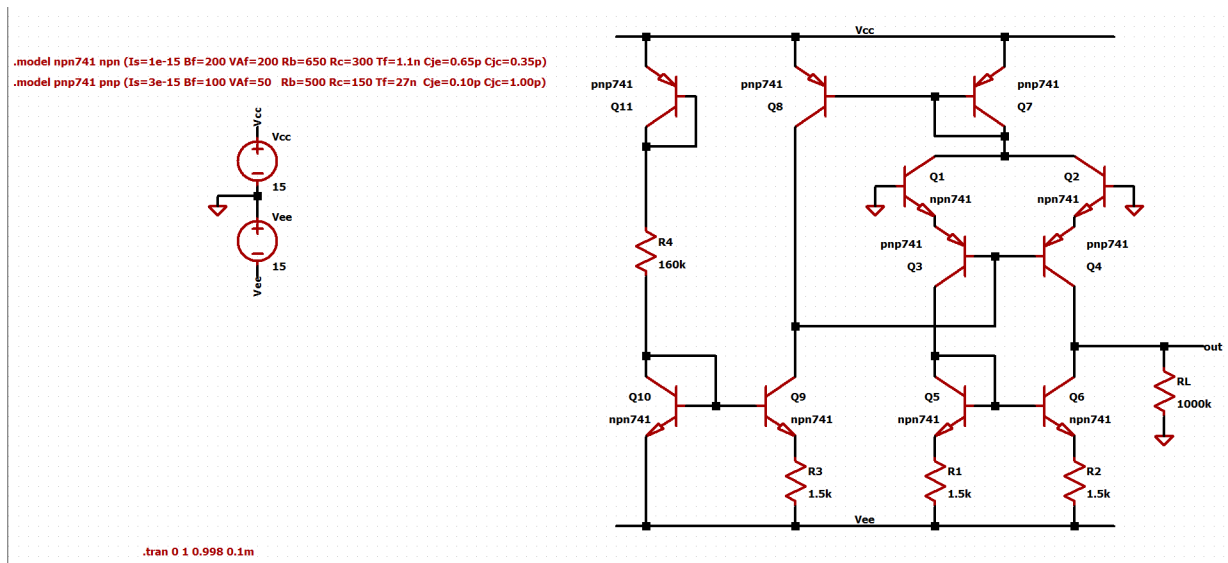 .model npn741 npn (Is=1e-15 Bf=200 VAf=200 Rb=650 Rc=300 Tf=1.1n Cje=0.65p Cjc=0.35p)
.model pnp741 pnp (Is=3e-15 Bf=100 VAf=50 Rb=500 Rc=150 Tf=27n Cje=0.10p Cjc=1.00p)
Vcc
Vcc
15
Vee
15
Vee
.tran 0 1 0.998 0.1m
Vcc
pnp741
Q11
pnp741
Q8
pnp741
Q7
Q1
npn741
Q2
npn741
R4
160k
pnp741
Q3
pnp741
Q4
out
RL
1000k
Q10
npn741
Q9
npn741
Q5
npn741
Q6
npn741
R3
1.5k
R1
1.5k
R2
1.5k
Vee